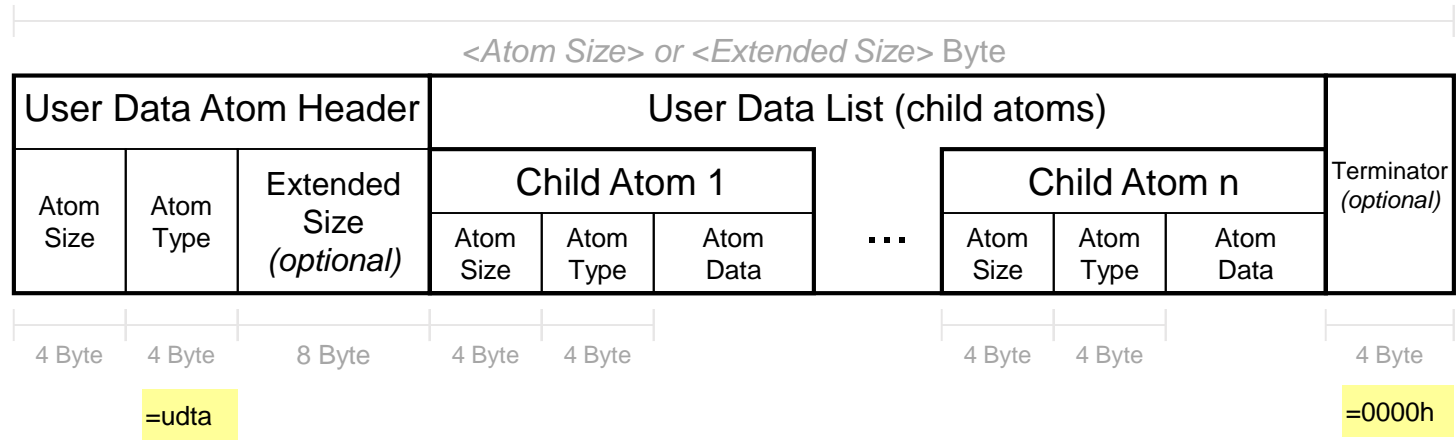 <Atom Size> or <Extended Size> Byte
User Data Atom Header
User Data List (child atoms)
Terminator
(optional)
Atom
Size
Atom
Type
Extended
Size
(optional)
Child Atom 1
Atom
Size
Atom
Type
Atom
Data
...
Child Atom n
Atom
Size
Atom
Type
Atom
Data
4 Byte
4 Byte
8 Byte
4 Byte
4 Byte
4 Byte
4 Byte
4 Byte
=udta
=0000h